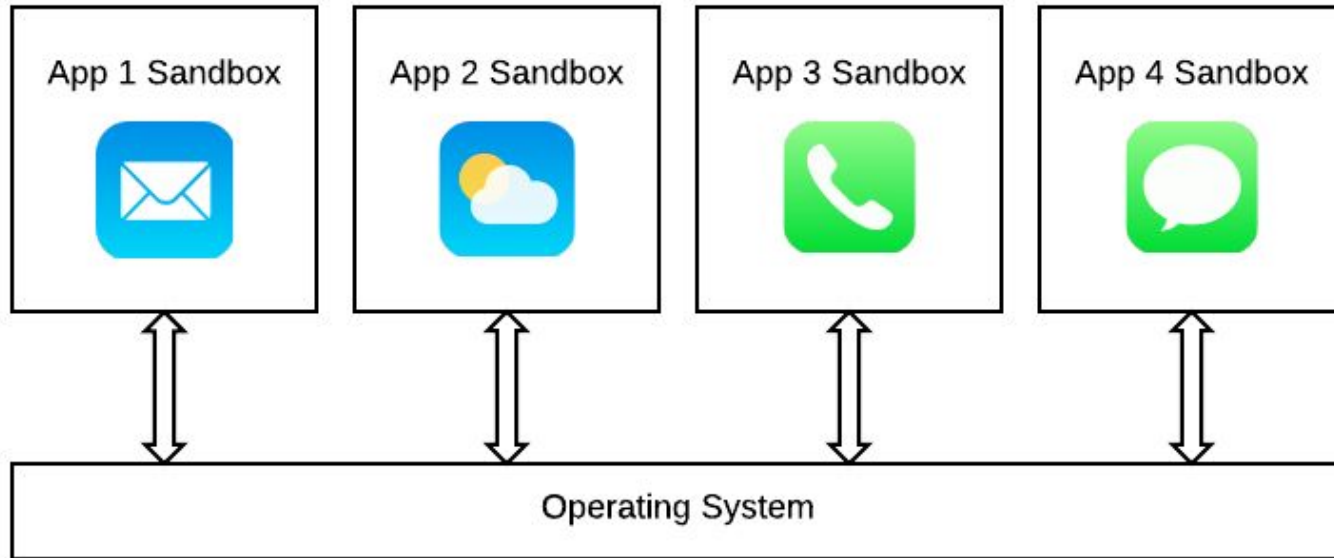 App 1 Sandbox
App 2 Sandbox
App 3 Sandbox
App 4 Sandbox
Operating System